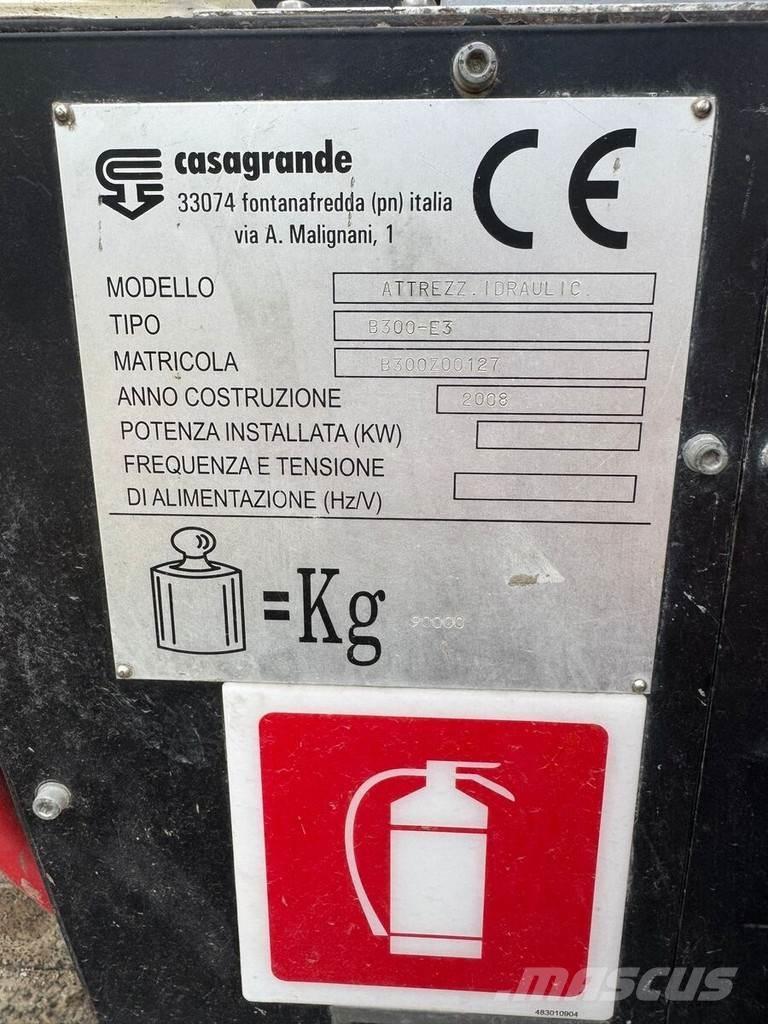 casagrande
33074 fontanafredda (pn) italia
via A. Malignani, 1
CE
MODELLO ATTREZZ.IDRAULIC.
TIPO B300-E3
MATRICOLA B300Z00127
ANNO COSTRUZIONE 2008
POTENZA INSTALLATA (KW)
FREQUENZA E TENSIONE
DI ALIMENTAZIONE (Hz/V)
=Kg 90000
483010904
MASCUS